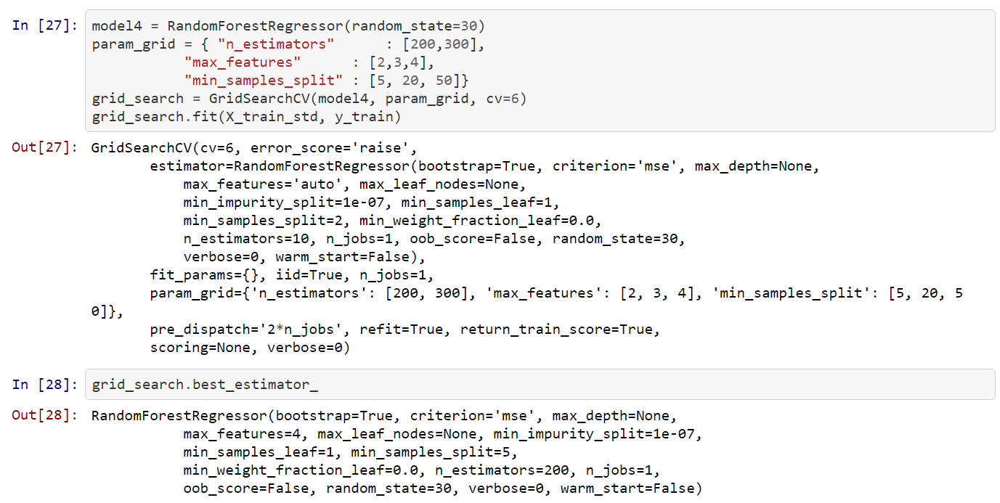 In [27]: model4 = RandomForestRegressor(random_state=30)
param_grid = { "n_estimators"      : [200,300],
           "max_features"      : [2,3,4],
           "min_samples_split" : [5, 20, 50]}
grid_search = GridSearchCV(model4, param_grid, cv=6)
grid_search.fit(X_train_std, y_train)
Out[27]: GridSearchCV(cv=6, error_score='raise',
       estimator=RandomForestRegressor(bootstrap=True, criterion='mse', max_depth=None,
           max_features='auto', max_leaf_nodes=None,
           min_impurity_split=1e-07, min_samples_leaf=1,
           min_samples_split=2, min_weight_fraction_leaf=0.0,
           n_estimators=10, n_jobs=1, oob_score=False, random_state=30,
           verbose=0, warm_start=False),
       fit_params={}, iid=True, n_jobs=1,
       param_grid={'n_estimators': [200, 300], 'max_features': [2, 3, 4], 'min_samples_split': [5, 20, 5
0]},
       pre_dispatch='2*n_jobs', refit=True, return_train_score=True,
       scoring=None, verbose=0)
In [28]: grid_search.best_estimator_
Out[28]: RandomForestRegressor(bootstrap=True, criterion='mse', max_depth=None,
           max_features=4, max_leaf_nodes=None, min_impurity_split=1e-07,
           min_samples_leaf=1, min_samples_split=5,
           min_weight_fraction_leaf=0.0, n_estimators=200, n_jobs=1,
           oob_score=False, random_state=30, verbose=0, warm_start=False)